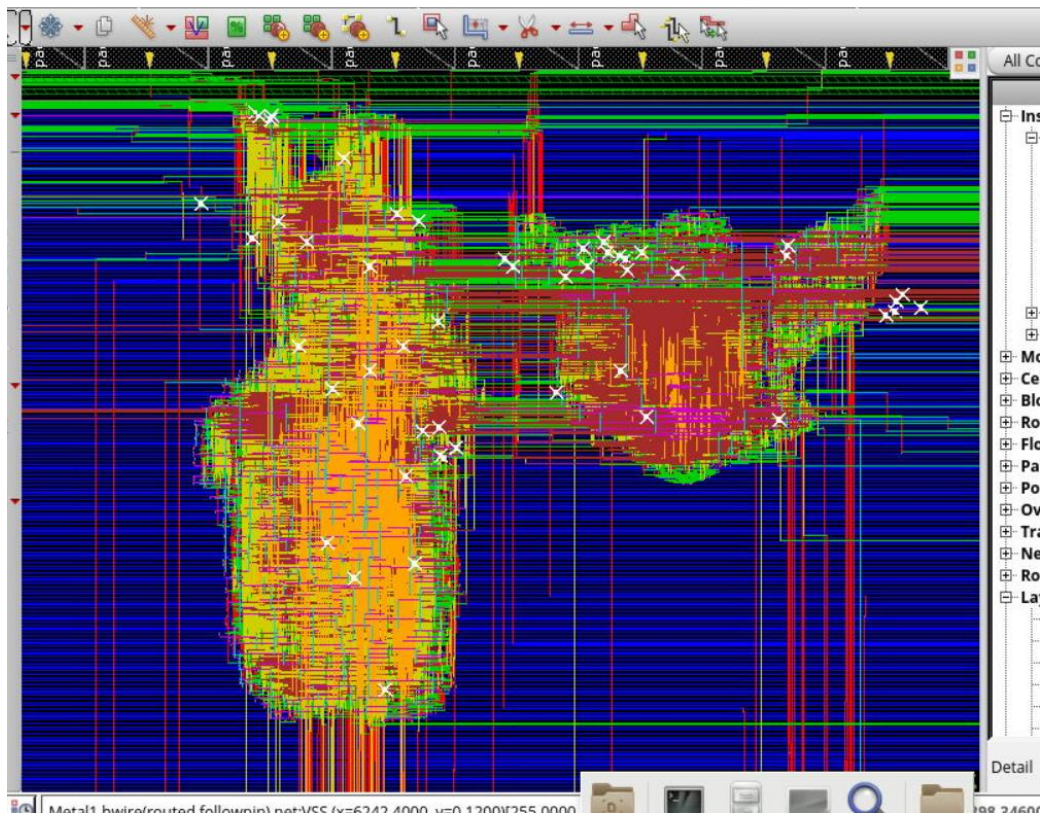 All Co
Ins
Mo
Ce
Blo
Ro
Flo
Pa
Po
Ov
Tra
Ne
Ro
Lay
Detail
Metal1 hwire(routed followpin) net:VSS (x=6242.4000, y=0.1200)[255.0000